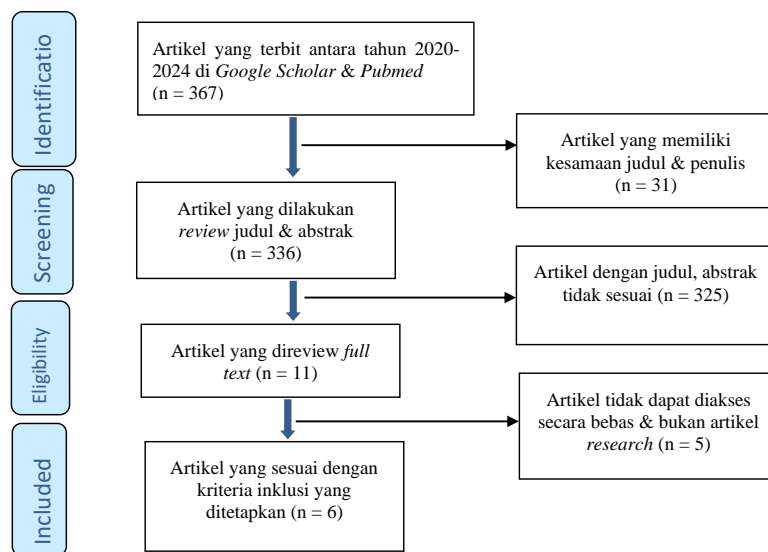 Identificatio
Artikel yang terbit antara tahun 2020-
2024 di Google Scholar & Pubmed
(n = 367)
Artikel yang memiliki
kesamaan judul & penulis
(n = 31)
Screening
Artikel yang dilakukan
review judul & abstrak
(n = 336)
Artikel dengan judul, abstrak
tidak sesuai (n = 325)
Eligibility
Artikel yang direview full
text (n = 11)
Artikel tidak dapat diakses
secara bebas & bukan artikel
research (n = 5)
Included
Artikel yang sesuai dengan
kriteria inklusi yang
ditetapkan (n = 6)